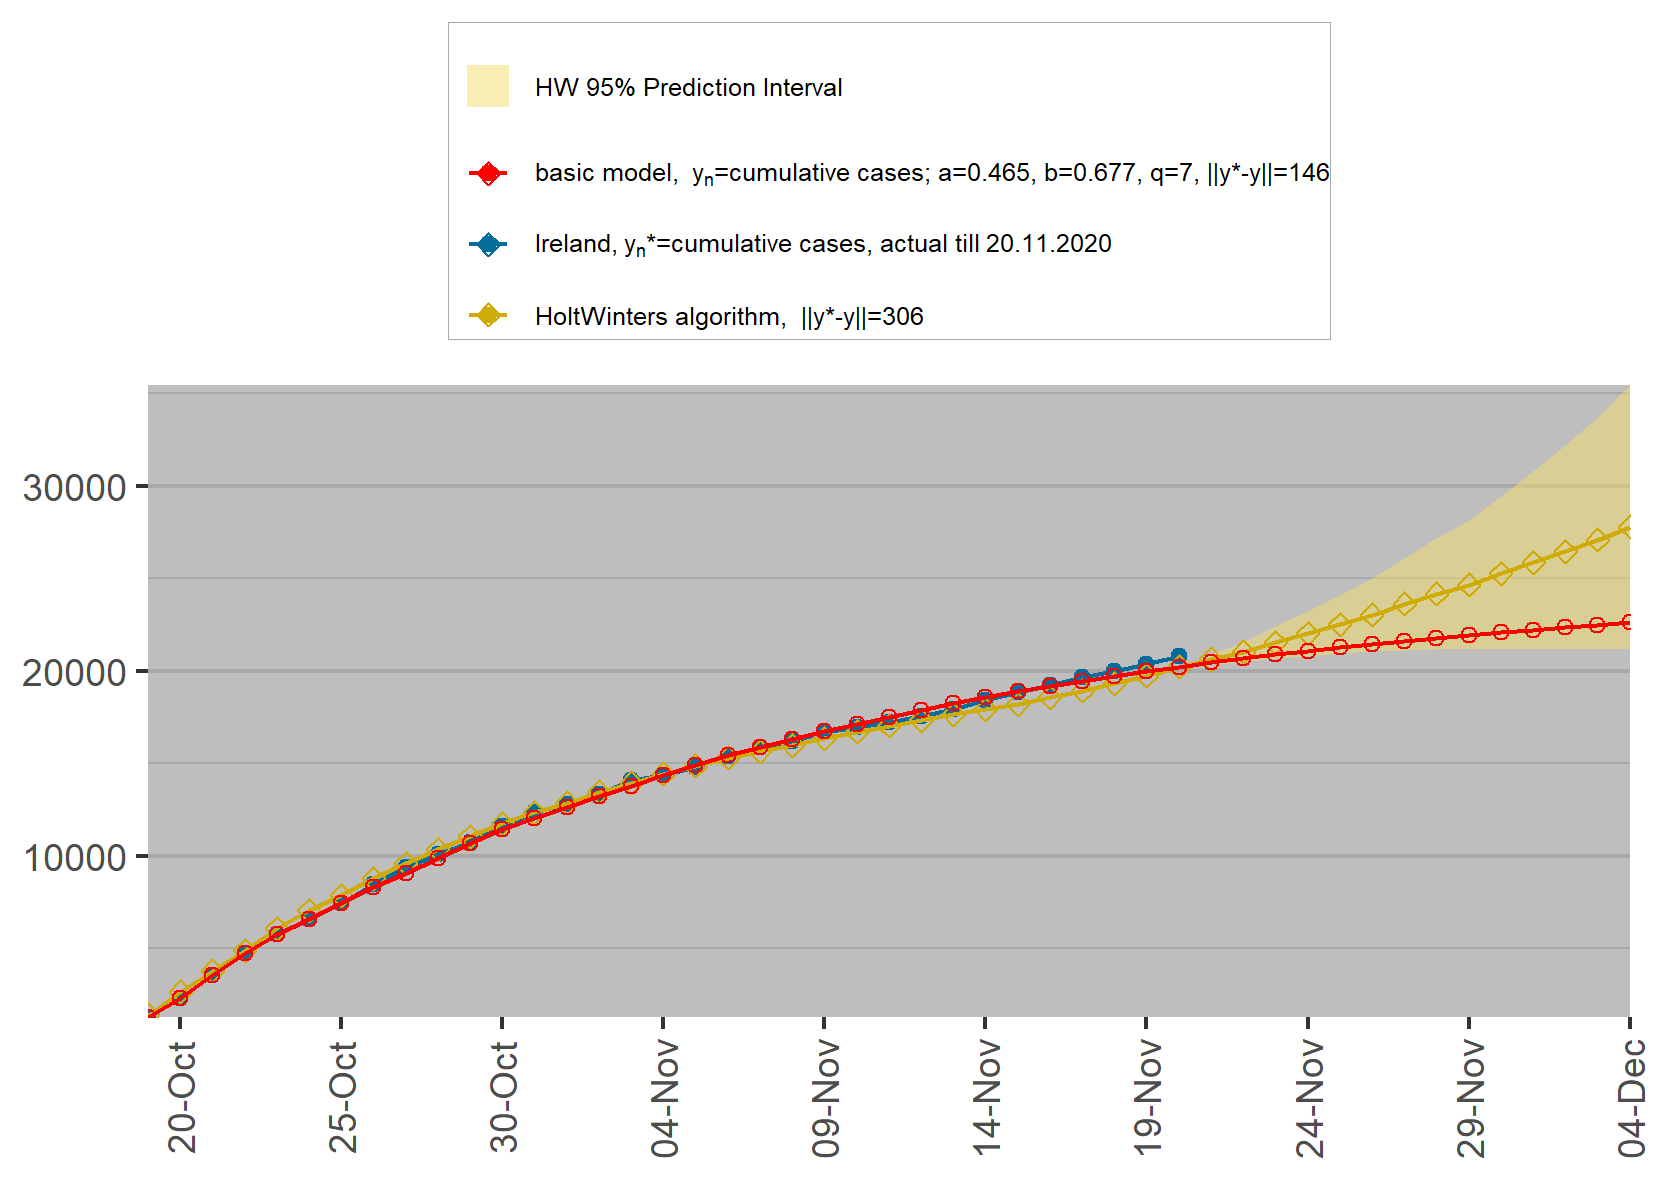 HW 95% Prediction Interval
basic model, yn=cumulative cases; a=0.465, b=0.677, q=7, ||y*-y||=146
Ireland, yn*=cumulative cases, actual till 20.11.2020
HoltWinters algorithm, ||y*-y||=306
30000
20000
10000
20-Oct
25-Oct
30-Oct
04-Nov
09-Nov
14-Nov
19-Nov
24-Nov
29-Nov
04-Dec